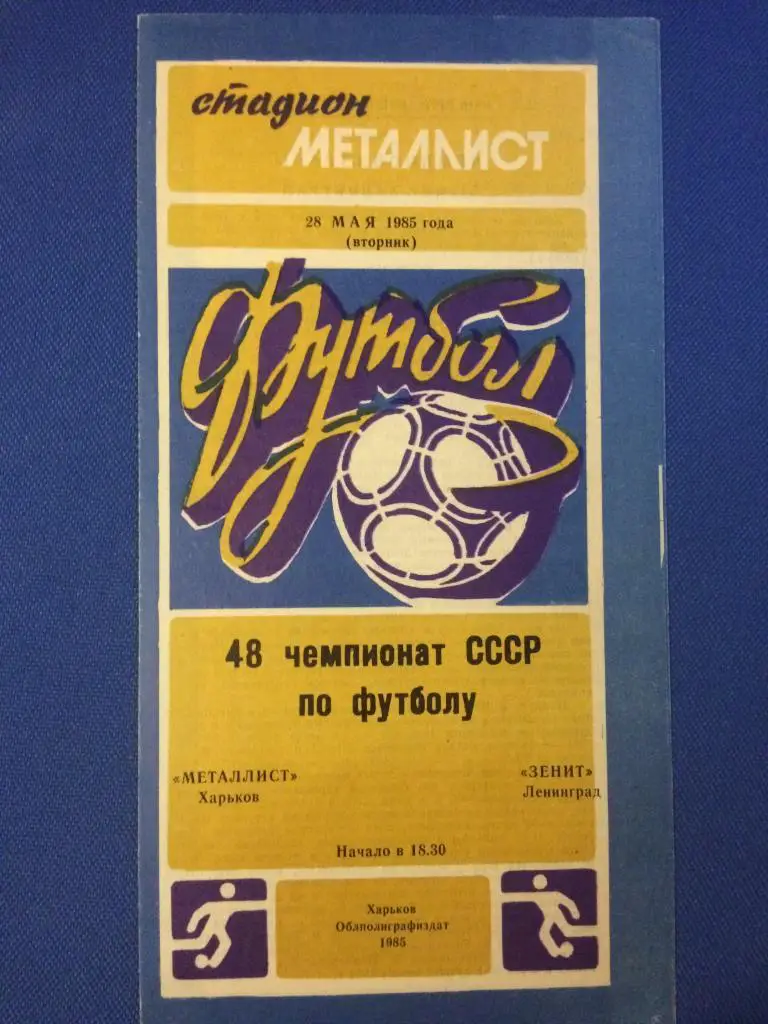 стадион
МЕТАЛЛИСТ
28 МАЯ 1985 года
(вторник)
Футбол
48 чемпионат СССР
по футболу
«МЕТАЛЛИСТ» «ЗЕНИТ»
Харьков Ленинград
Начало в 18.30
Харьков
Облполиграфиздат
1985